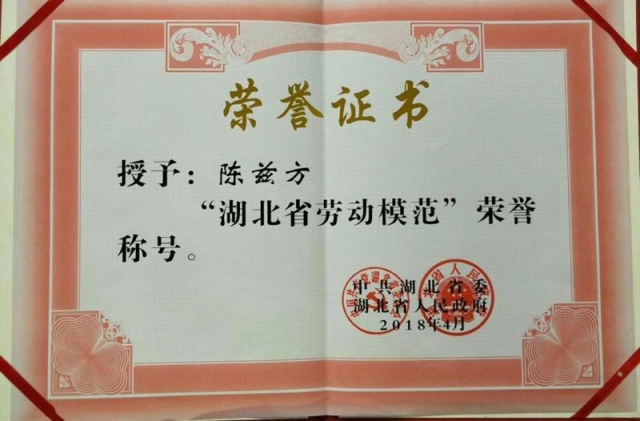 荣誉证书
授予：陈兹方
“湖北省劳动模范”荣誉
称号。
中共湖北省委
湖北省人民政府
2018年4月